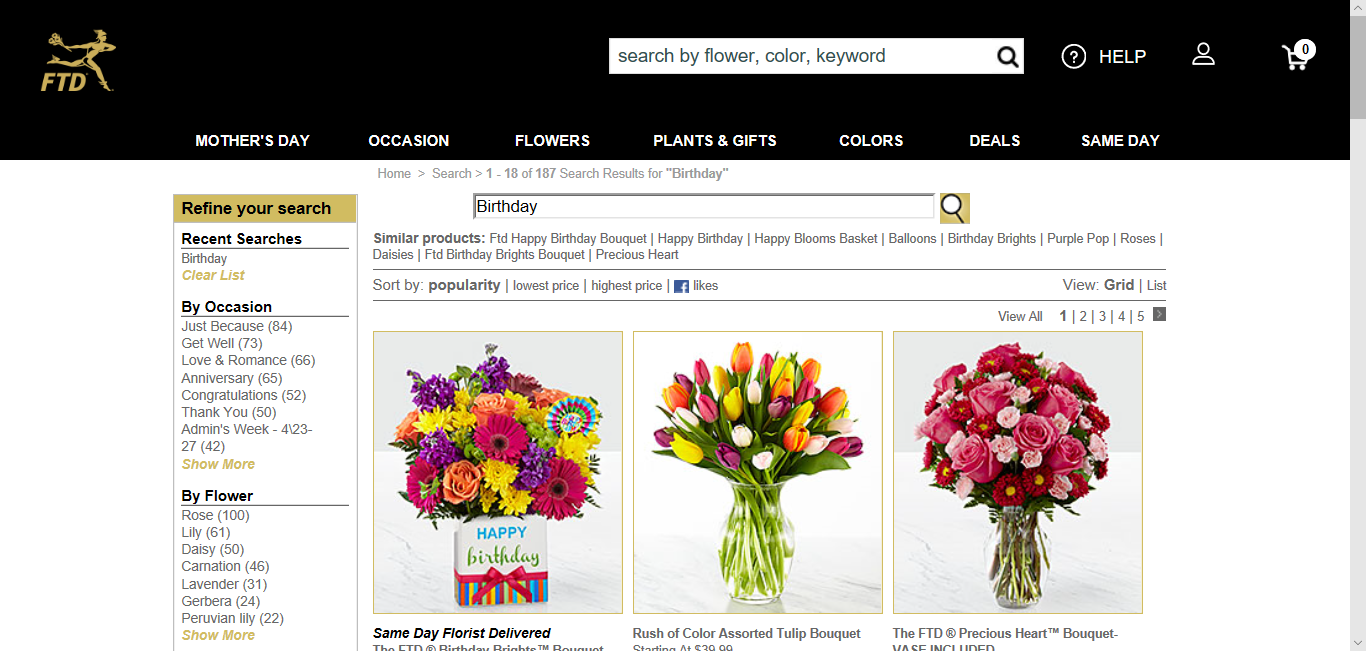 FTD
search by flower, color, keyword
? HELP
0
MOTHER'S DAY OCCASION FLOWERS PLANTS & GIFTS COLORS DEALS SAME DAY
Home > Search > 1 - 18 of 187 Search Results for "Birthday"
Refine your search
Recent Searches
Birthday
Clear List
By Occasion
Just Because (84)
Get Well (73)
Love & Romance (66)
Anniversary (65)
Congratulations (52)
Thank You (50)
Admin's Week - 4\23-
27 (42)
Show More
By Flower
Rose (100)
Lily (61)
Daisy (50)
Carnation (46)
Lavender (31)
Gerbera (24)
Peruvian lily (22)
Show More
Birthday
Similar products: Ftd Happy Birthday Bouquet | Happy Birthday | Happy Blooms Basket | Balloons | Birthday Brights | Purple Pop | Roses |
Daisies | Ftd Birthday Brights Bouquet | Precious Heart
Sort by: popularity | lowest price | highest price | f likes
View: Grid | List
View All 1 | 2 | 3 | 4 | 5 >
HAPPY
birthday
Same Day Florist Delivered
The FTD ® Birthday Brights™ Bouquet
Rush of Color Assorted Tulip Bouquet
Starting At $39.99
The FTD ® Precious Heart™ Bouquet-
VASE INCLUDED